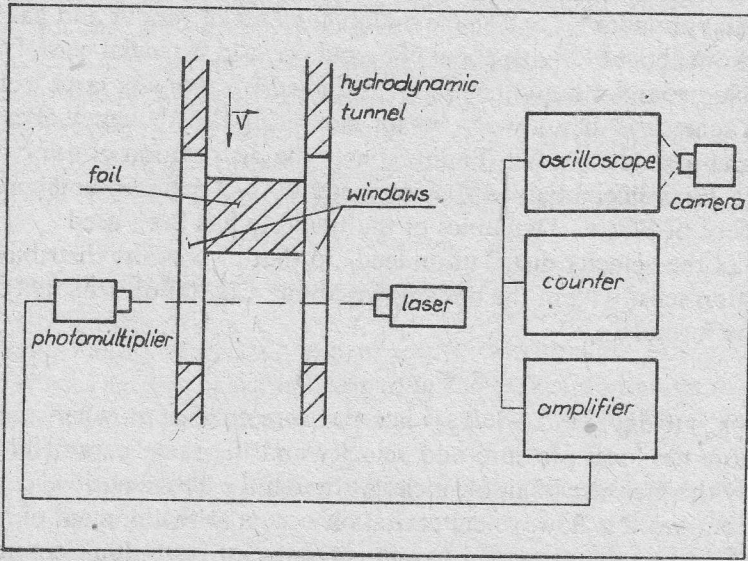 hydrodynamic
tunnel
V
foil
windows
oscilloscope
camera
counter
laser
photomultiplier
amplifier